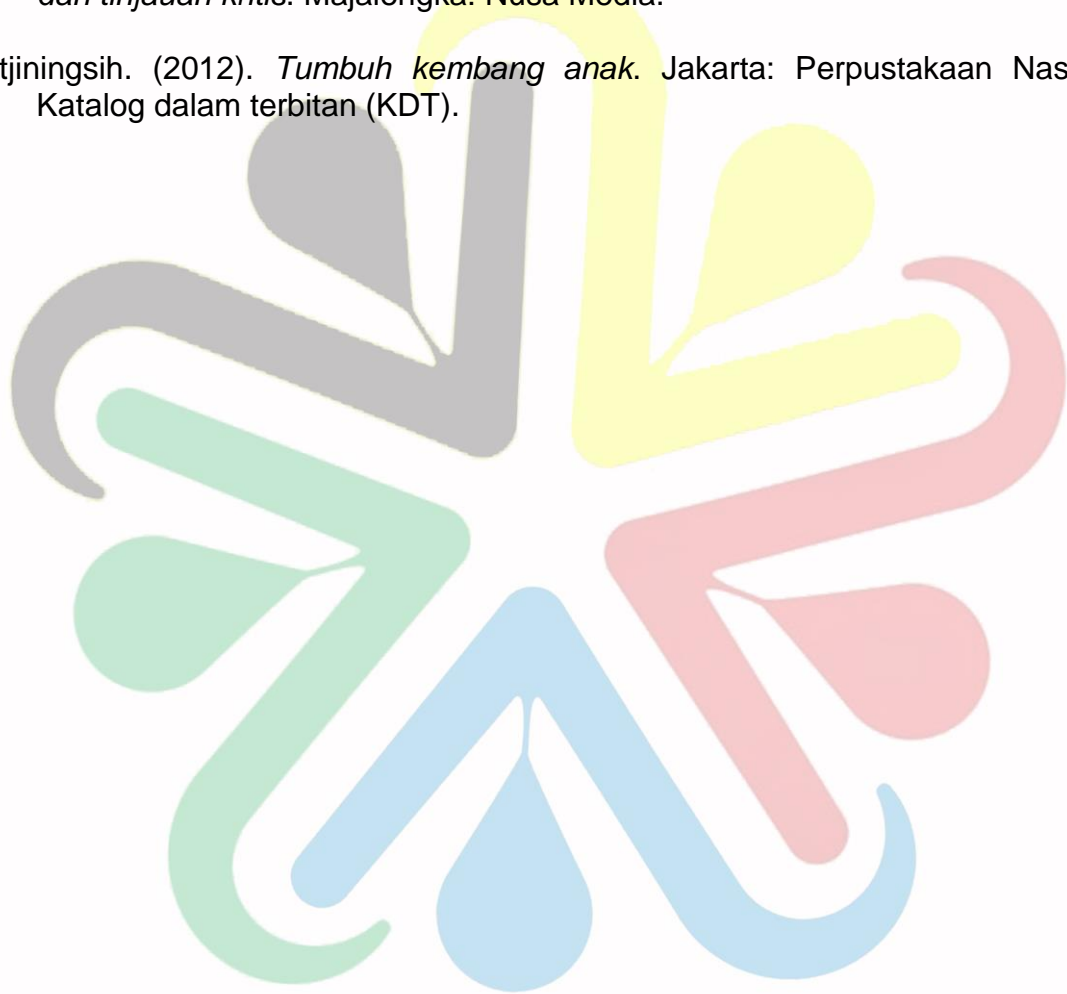 dan tinjauan kritis. Majalengka: Nusa Media.
tjiningsih. (2012). Tumbuh kembang anak. Jakarta: Perpustakaan Nas
Katalog dalam terbitan (KDT).